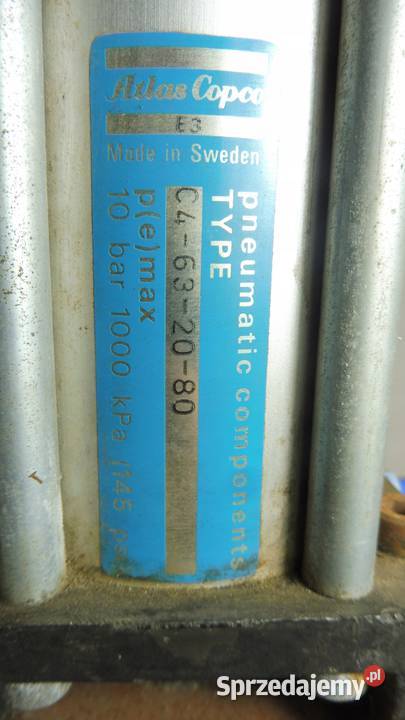 Atlas Copco
E3
Made in Sweden
pneumatic components
TYPE
C4-63-20-80
p(e)max
10 bar 1000 kPa (145
Sprzedajemy.pl